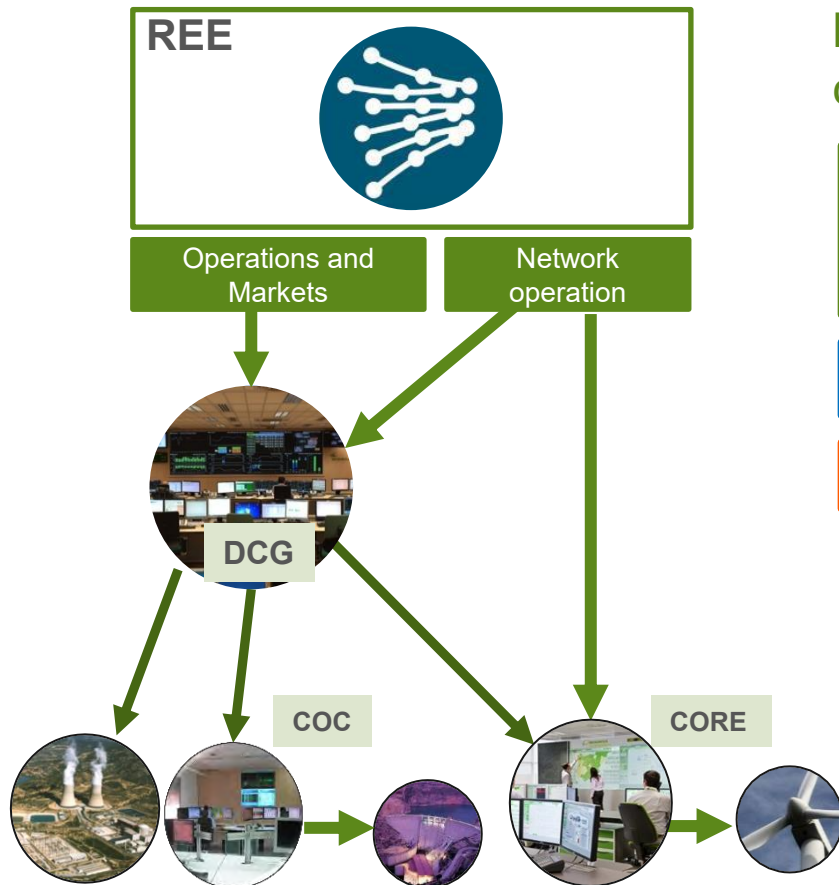 REE
Operations and
Markets
Network
operation
DCG
COC
CORE